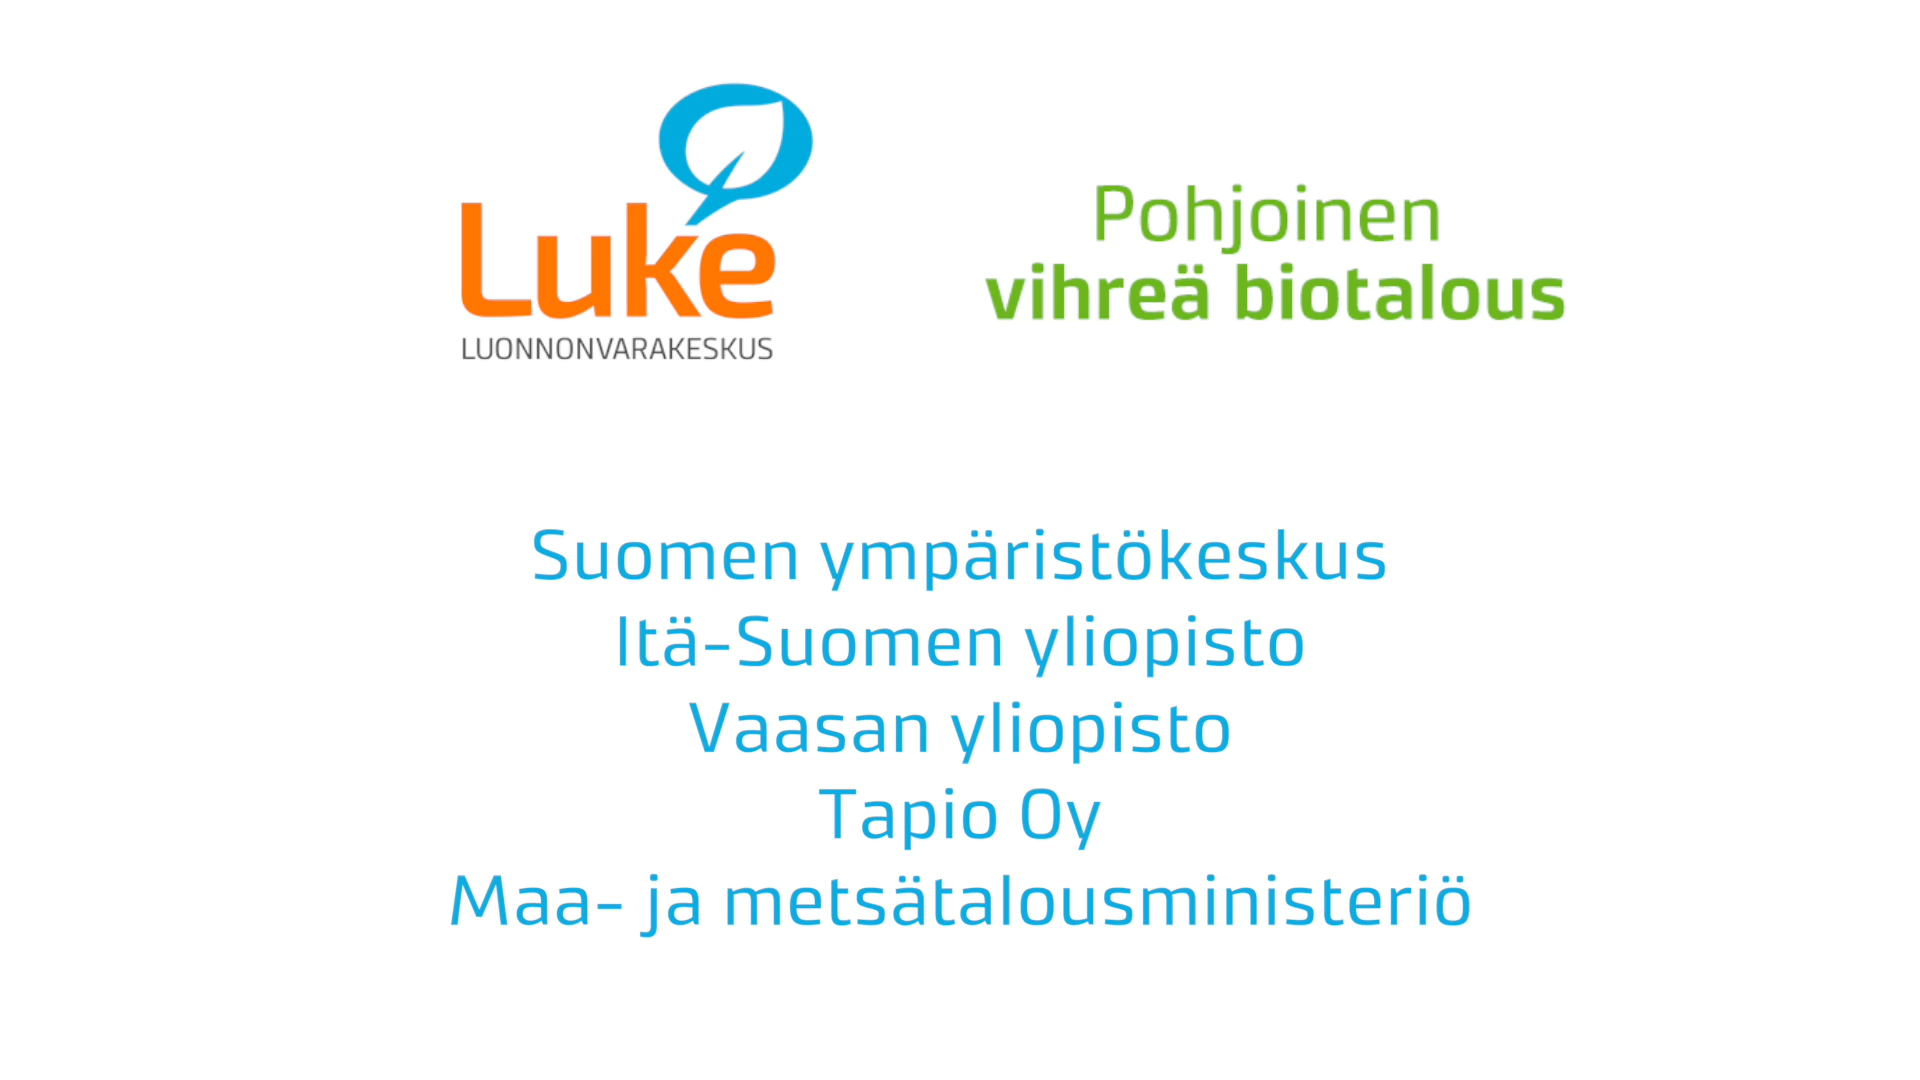 Luke
LUONNONVARAKESKUS
Pohjoinen
vihreä biotalous
Suomen ympäristökeskus
Itä-Suomen yliopisto
Vaasan yliopisto
Tapio Oy
Maa- ja metsätalousministeriö